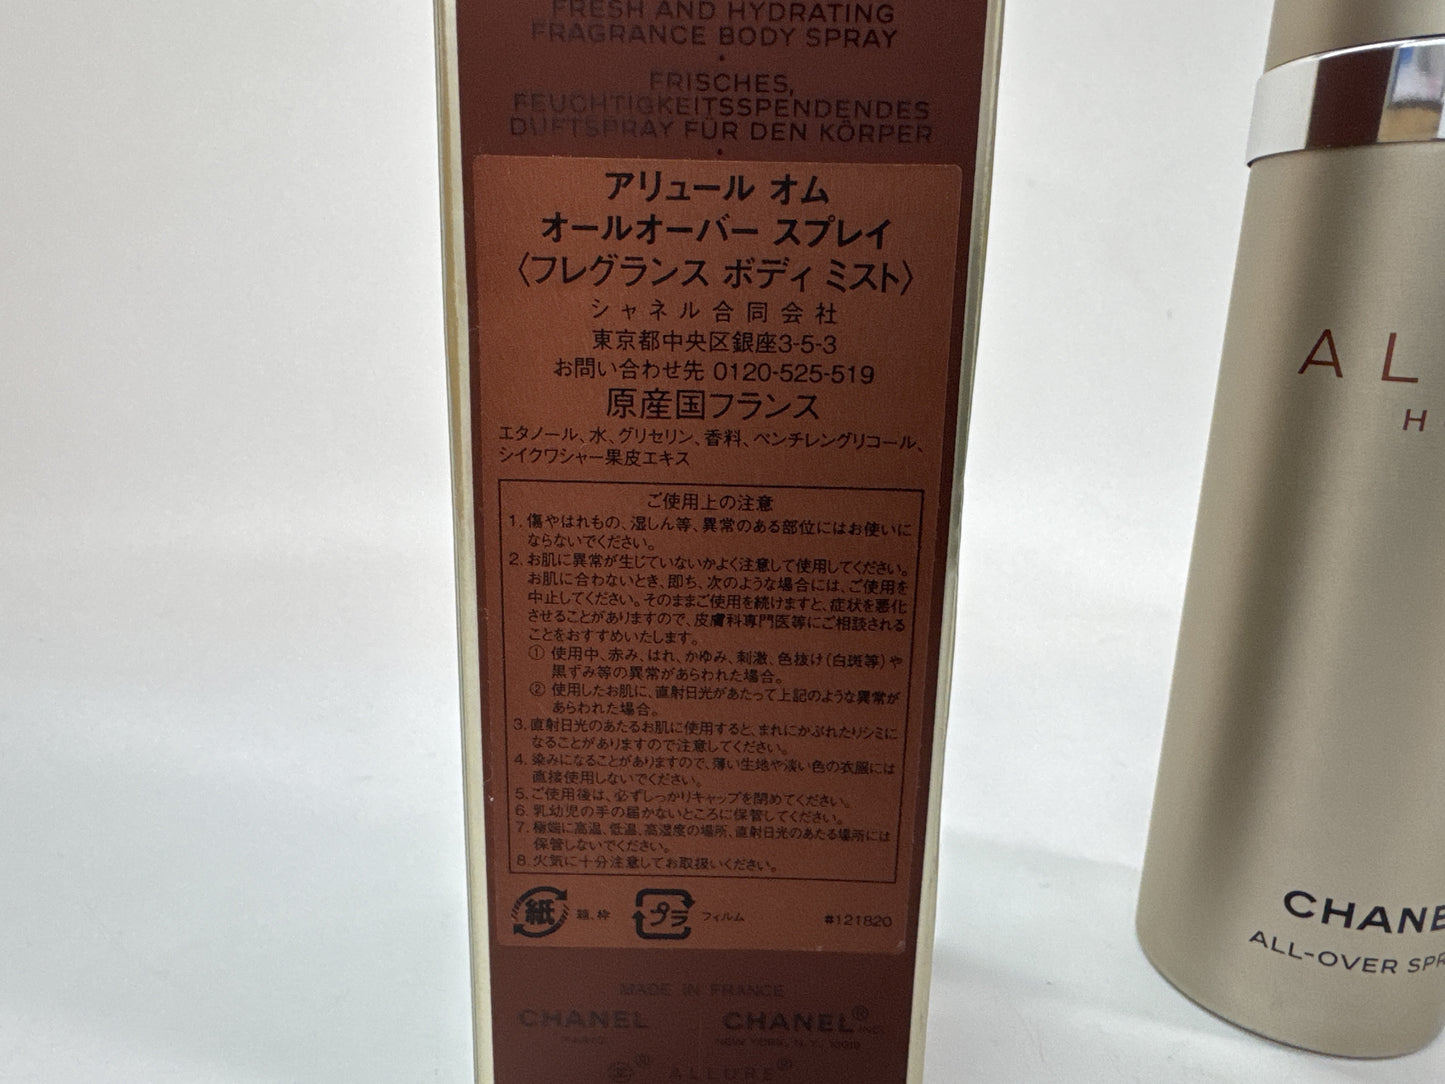 FRESH AND HYDRATING
FRAGRANCE BODY SPRAY
•
FRISCHES,
FEUCHTIGKEITSSPENDENDES
DUFTSPRAY FÜR DEN KÖRPER
•
アリュール オム
オールオーバー スプレイ
〈フレグランス ボディ ミスト〉
シャネル合同会社
東京都中央区銀座3-5-3
お問い合わせ先 0120-525-519
原産国フランス
エタノール、水、グリセリン、香料、ペンチレングリコール、
シイクワシャー果皮エキス
ご使用上の注意
1. 傷やはれもの、湿しん等、異常のある部位にはお使いに
ならないでください。
2. お肌に異常が生じていないかよく注意して使用してください。
お肌に合わないとき、即ち、次のような場合には、ご使用を
中止してください。そのままご使用を続けますと、症状を悪化
させることがありますので、皮膚科専門医等にご相談される
ことをおすすめいたします。
① 使用中、赤み、はれ、かゆみ、刺激、色抜け(白斑等)や
黒ずみ等の異常があらわれた場合。
② 使用したお肌に、直射日光があたって上記のような異常が
あらわれた場合。
3. 直射日光のあたるお肌に使用すると、まれにかぶれたりシミに
なることがありますので注意してください。
4. 染みになることがありますので、薄い生地や淡い色の衣服には
直接使用しないでください。
5. ご使用後は、必ずしっかりキャップを閉めてください。
6. 乳幼児の手の届かないところに保管してください。
7. 極端に高温、低温、高湿度の場所、直射日光のあたる場所には
保管しないでください。
8. 火気に十分注意してお取扱いください。
紙 箱、枠 プラ フィルム #121820
MADE IN FRANCE
CHANEL CHANEL® INC.
PARIS NEW YORK, N.Y. 10019
ALLURE®
AL
H
CHANE
ALL-OVER SPR